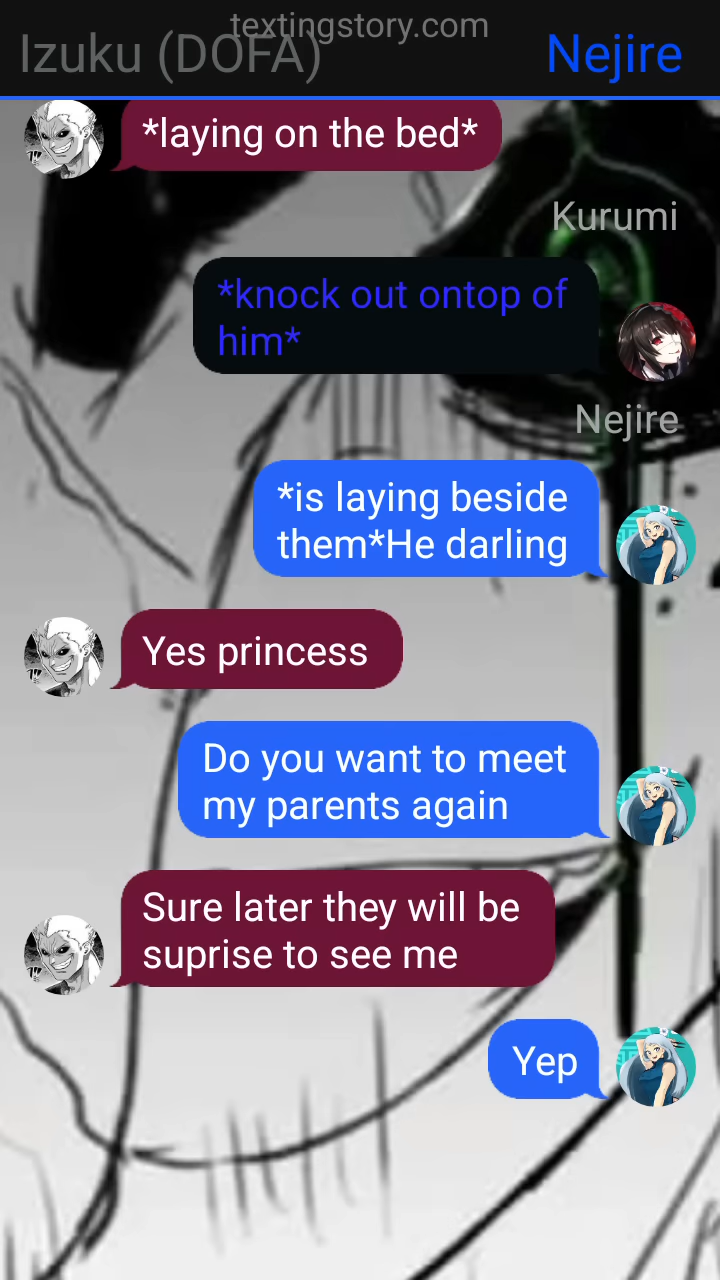 textingstory.com
Izuku (DOFA)
Nejire
*laying on the bed*
Kurumi
*knock out ontop of
him*
Nejire
*is laying beside
them*He darling
Yes princess
Do you want to meet
my parents again
Sure later they will be
suprise to see me
Yep